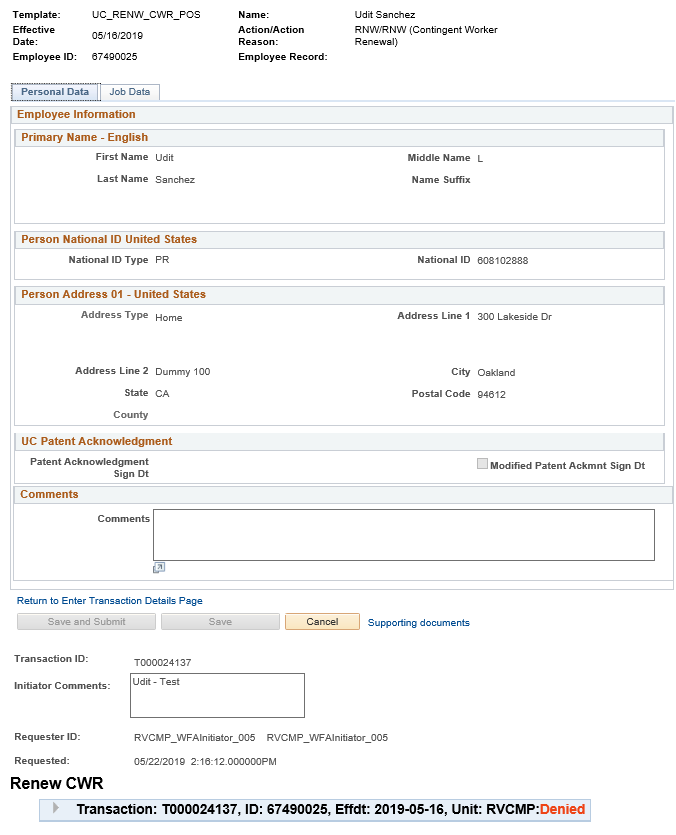 Template: UC_RENW_CWR_POS Name: Udit Sanchez
Effective Date: 05/16/2019 Action/Action Reason: RNW/RNW (Contingent Worker Renewal)
Employee ID: 67490025 Employee Record:
Personal Data Job Data
Employee Information
Primary Name - English
First Name Udit Middle Name L
Last Name Sanchez Name Suffix
Person National ID United States
National ID Type PR National ID 608102888
Person Address 01 - United States
Address Type Home Address Line 1 300 Lakeside Dr
Address Line 2 Dummy 100 City Oakland
State CA Postal Code 94612
County
UC Patent Acknowledgment
Patent Acknowledgment Sign Dt Modified Patent Ackmnt Sign Dt
Comments
Comments
Return to Enter Transaction Details Page
Save and Submit Save Cancel Supporting documents
Transaction ID: T000024137
Initiator Comments: Udit - Test
Requester ID: RVCMP_WFAInitiator_005 RVCMP_WFAInitiator_005
Requested: 05/22/2019 2:16:12.000000PM
Renew CWR
Transaction: T000024137, ID: 67490025, Effdt: 2019-05-16, Unit: RVCMP:Denied